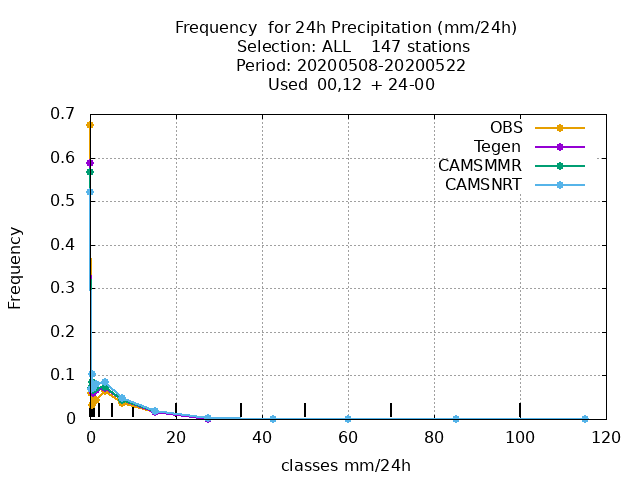 Frequency  for 24h Precipitation (mm/24h)
Selection: ALL    147 stations
Period: 20200508-20200522
Used  00,12  + 24-00
OBS
Tegen
CAMSMMR
CAMSNRT
Frequency
0.7
0.6
0.5
0.4
0.3
0.2
0.1
0
0 20 40 60 80 100 120
classes mm/24h